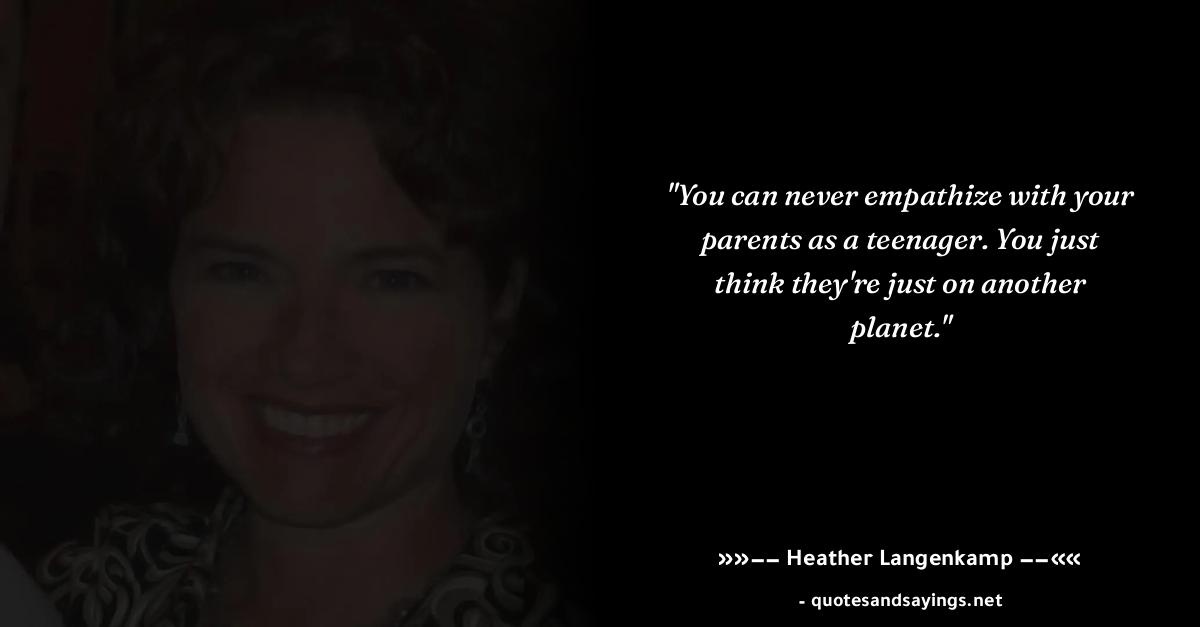 "You can never empathize with your
parents as a teenager. You just
think they're just on another
planet."
»»–– Heather Langenkamp ––««
- quotesandsayings.net